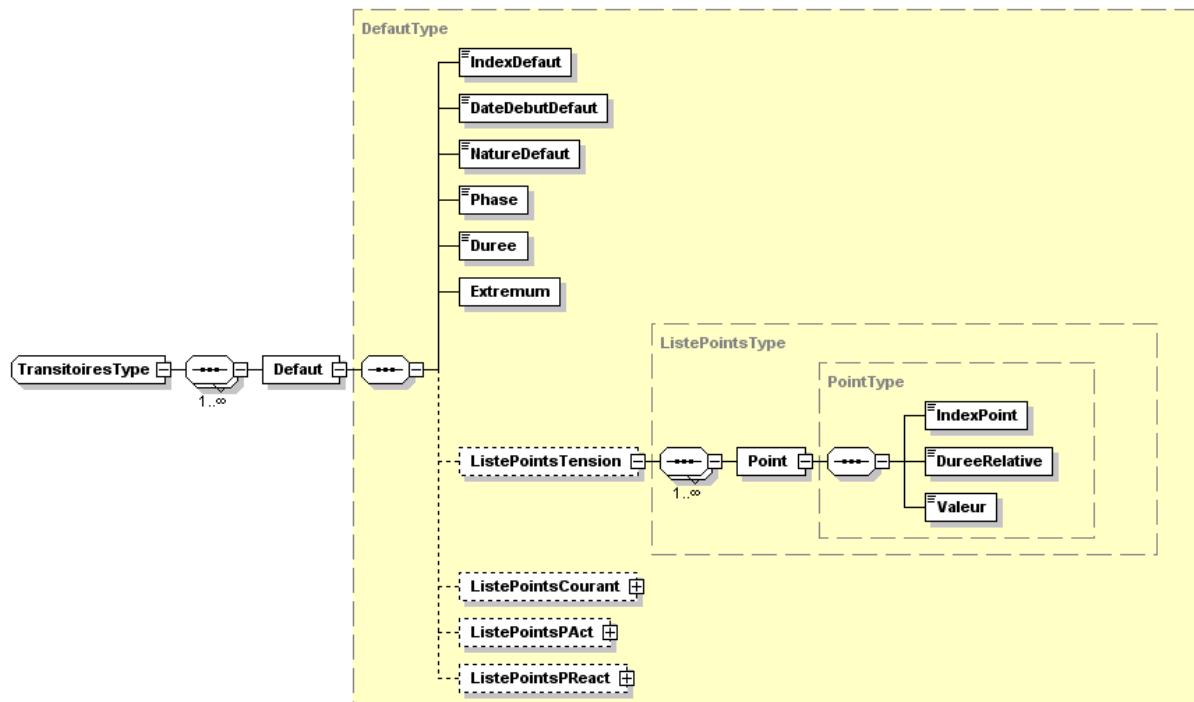 DefautType
IndexDefaut
DateDebutDefaut
NatureDefaut
Phase
Duree
Extremum
ListePointsType
TransitoiresType
1..∞
Defaut
PointType
IndexPoint
ListePointsTension
1..∞
Point
DureeRelative
Valeur
ListePointsCourant
ListePointsPAct
ListePointsPReact